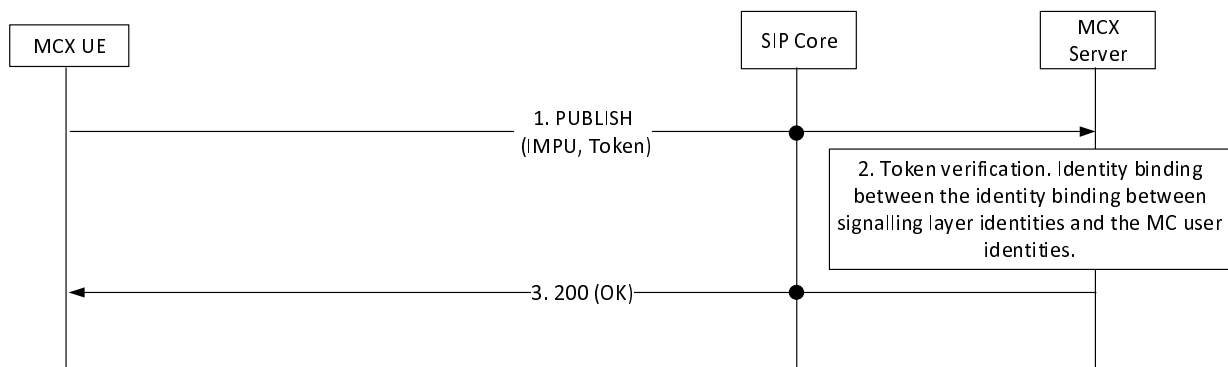 MCX UE
SIP Core
MCX
Server
1. PUBLISH
(IMPU, Token)
2. Token verification. Identity binding
between the identity binding between
signalling layer identities and the MC user
identities.
3. 200 (OK)